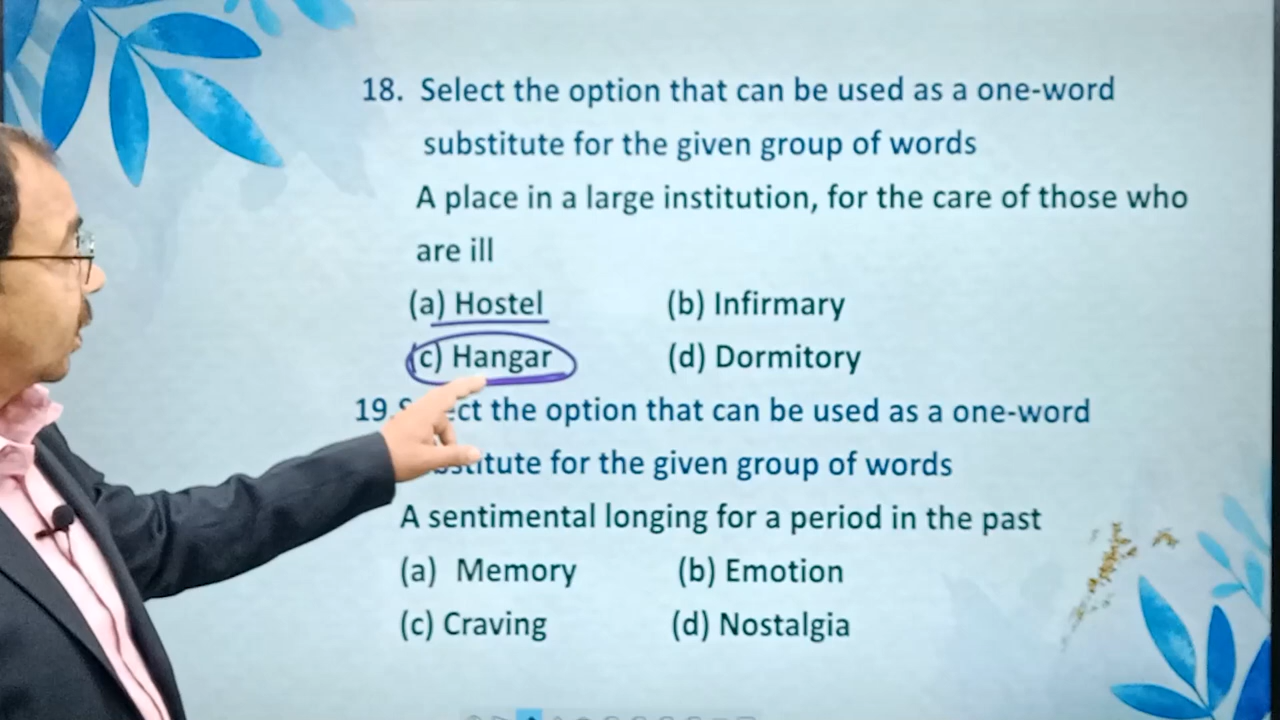 18. Select the option that can be used as a one-word
substitute for the given group of words
A place in a large institution, for the care of those who
are ill
(a) Hostel (b) Infirmary
(c) Hangar (d) Dormitory
19. the option that can be used as a one-word
for the given group of words
A sentimental longing for a period in the past
(a) Memory (b) Emotion
(c) Craving (d) Nostalgia